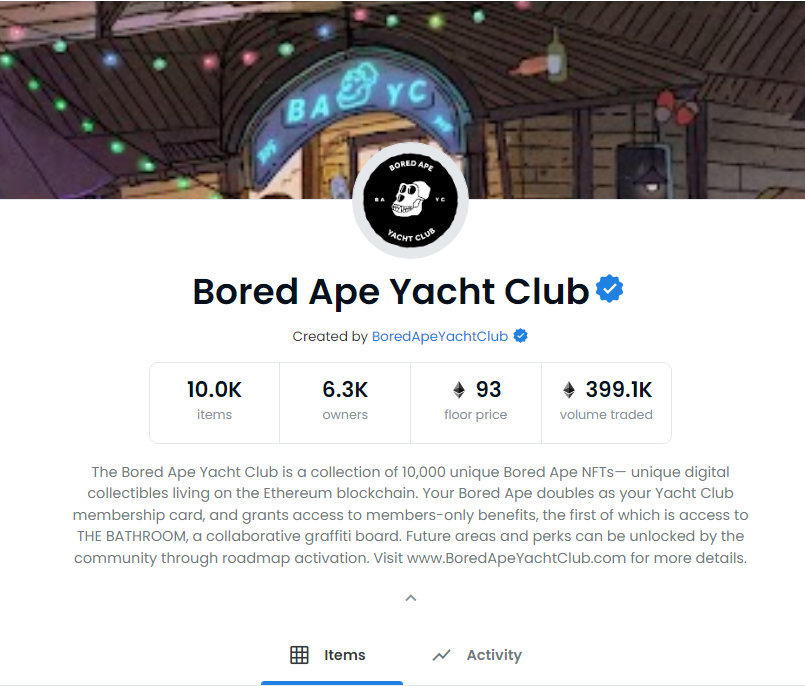 BAYC
BORED APE
BA YC
YACHT CLUB
Bored Ape Yacht Club
Created by BoredApeYachtClub
10.0K 6.3K 93 399.1K
items owners floor price volume traded
The Bored Ape Yacht Club is a collection of 10,000 unique Bored Ape NFTs— unique digital
collectibles living on the Ethereum blockchain. Your Bored Ape doubles as your Yacht Club
membership card, and grants access to members-only benefits, the first of which is access to
THE BATHROOM, a collaborative graffiti board. Future areas and perks can be unlocked by the
community through roadmap activation. Visit www.BoredApeYachtClub.com for more details.
Items Activity